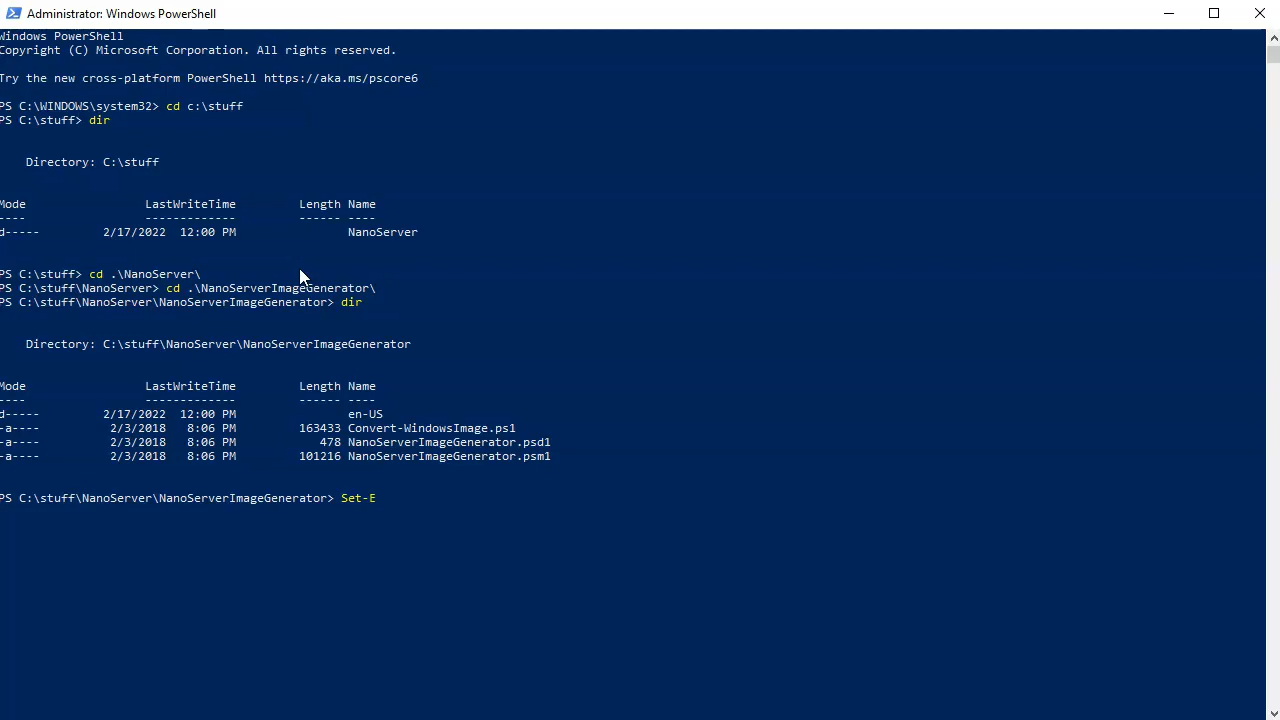 Administrator: Windows PowerShell
Windows PowerShell
Copyright (C) Microsoft Corporation. All rights reserved.
Try the new cross-platform PowerShell https://aka.ms/pscore6
PS C:\WINDOWS\system32> cd c:\stuff
PS C:\stuff> dir
Directory: C:\stuff
Mode LastWriteTime Length Name
---- ------------- ------ ----
d----- 2/17/2022 12:00 PM NanoServer
PS C:\stuff> cd .\NanoServer\
PS C:\stuff\NanoServer> cd .\NanoServerImageGenerator\
PS C:\stuff\NanoServer\NanoServerImageGenerator> dir
Directory: C:\stuff\NanoServer\NanoServerImageGenerator
Mode LastWriteTime Length Name
---- ------------- ------ ----
d----- 2/17/2022 12:00 PM en-US
-a---- 2/3/2018 8:06 PM 163433 Convert-WindowsImage.ps1
-a---- 2/3/2018 8:06 PM 478 NanoServerImageGenerator.psd1
-a---- 2/3/2018 8:06 PM 101216 NanoServerImageGenerator.psm1
PS C:\stuff\NanoServer\NanoServerImageGenerator> Set-E